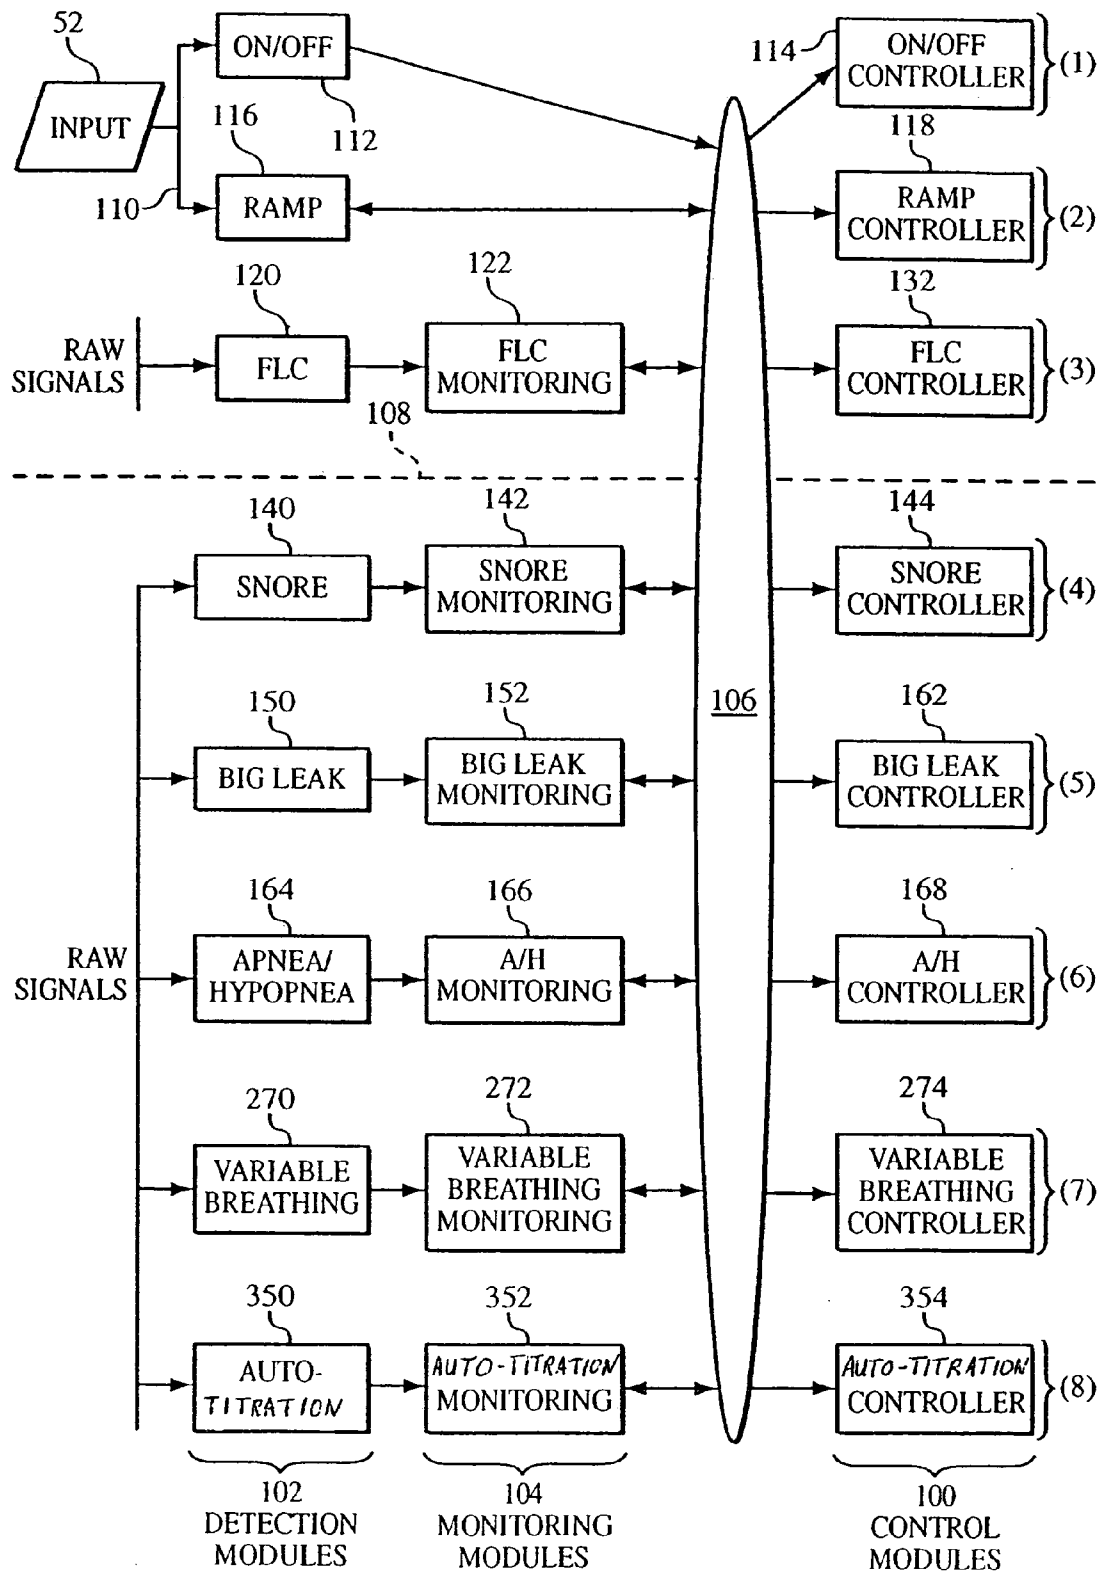 52
INPUT
110
ON/OFF
112
116
RAMP
114
ON/OFF
CONTROLLER
(1)
118
RAMP
CONTROLLER
(2)
RAW
SIGNALS
120
FLC
122
FLC
MONITORING
132
FLC
CONTROLLER
(3)
108
106
RAW
SIGNALS
140
SNORE
142
SNORE
MONITORING
144
SNORE
CONTROLLER
(4)
150
BIG LEAK
152
BIG LEAK
MONITORING
162
BIG LEAK
CONTROLLER
(5)
164
APNEA/
HYPOPNEA
166
A/H
MONITORING
168
A/H
CONTROLLER
(6)
270
VARIABLE
BREATHING
272
VARIABLE
BREATHING
MONITORING
274
VARIABLE
BREATHING
CONTROLLER
(7)
350
AUTO-
TITRATION
352
AUTO-TITRATION
MONITORING
354
AUTO-TITRATION
CONTROLLER
(8)
102
DETECTION
MODULES
104
MONITORING
MODULES
100
CONTROL
MODULES